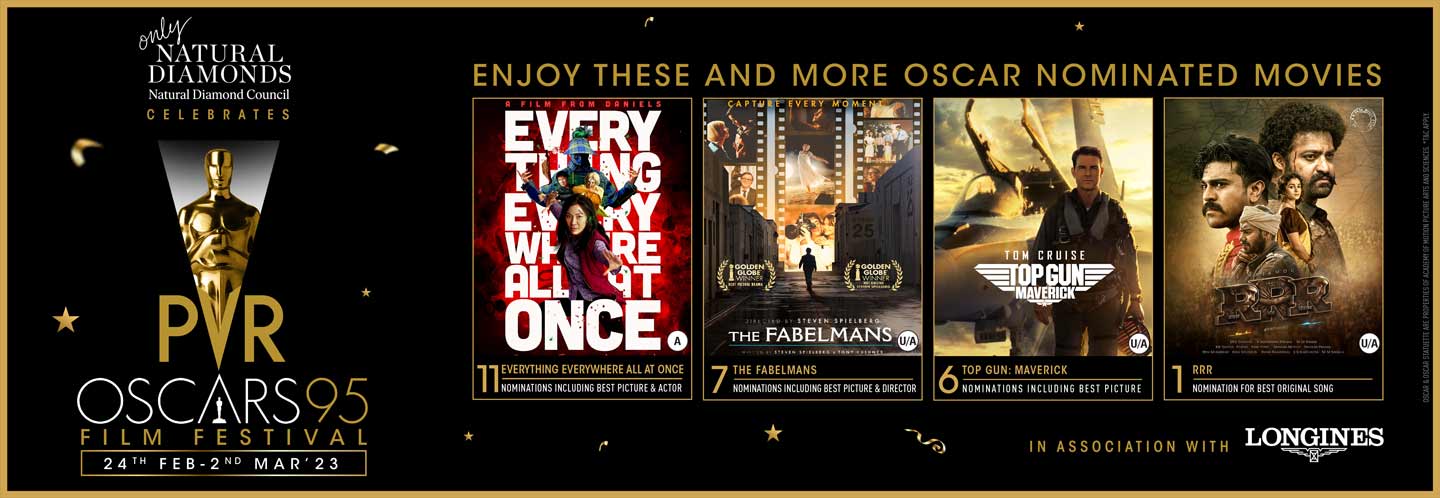 only
NATURAL
DIAMONDS
Natural Diamond Council
CELEBRATES
PVR
OSCARS95
FILM FESTIVAL
24TH FEB-2ND MAR'23
ENJOY THESE AND MORE OSCAR NOMINATED MOVIES
A FILM FROM DANIELS
EVERY
THING
EVERY
WHERE
ALL AT
ONCE.
A
11 EVERYTHING EVERYWHERE ALL AT ONCE
NOMINATIONS INCLUDING BEST PICTURE & ACTOR
CAPTURE EVERY MOMENT
25
GOLDEN
GLOBE
WINNER
BEST PICTURE DRAMA
GOLDEN
GLOBE
WINNER
BEST DIRECTOR
STEVEN SPIELBERG
DIRECTED BY STEVEN SPIELBERG
THE FABELMANS
WRITTEN BY STEVEN SPIELBERG & TONY KUSHNER
U/A
7 THE FABELMANS
NOMINATIONS INCLUDING BEST PICTURE & DIRECTOR
TOM CRUISE
TOP GUN
MAVERICK
U/A
6 TOP GUN: MAVERICK
NOMINATIONS INCLUDING BEST PICTURE
RRR
U/A
1 RRR
NOMINATION FOR BEST ORIGINAL SONG
IN ASSOCIATION WITH LONGINES
OSCAR & OSCAR STATUETTE ARE PROPERTIES OF ACADEMY OF MOTION PICTURE ARTS AND SCIENCES. *T&C APPLY.